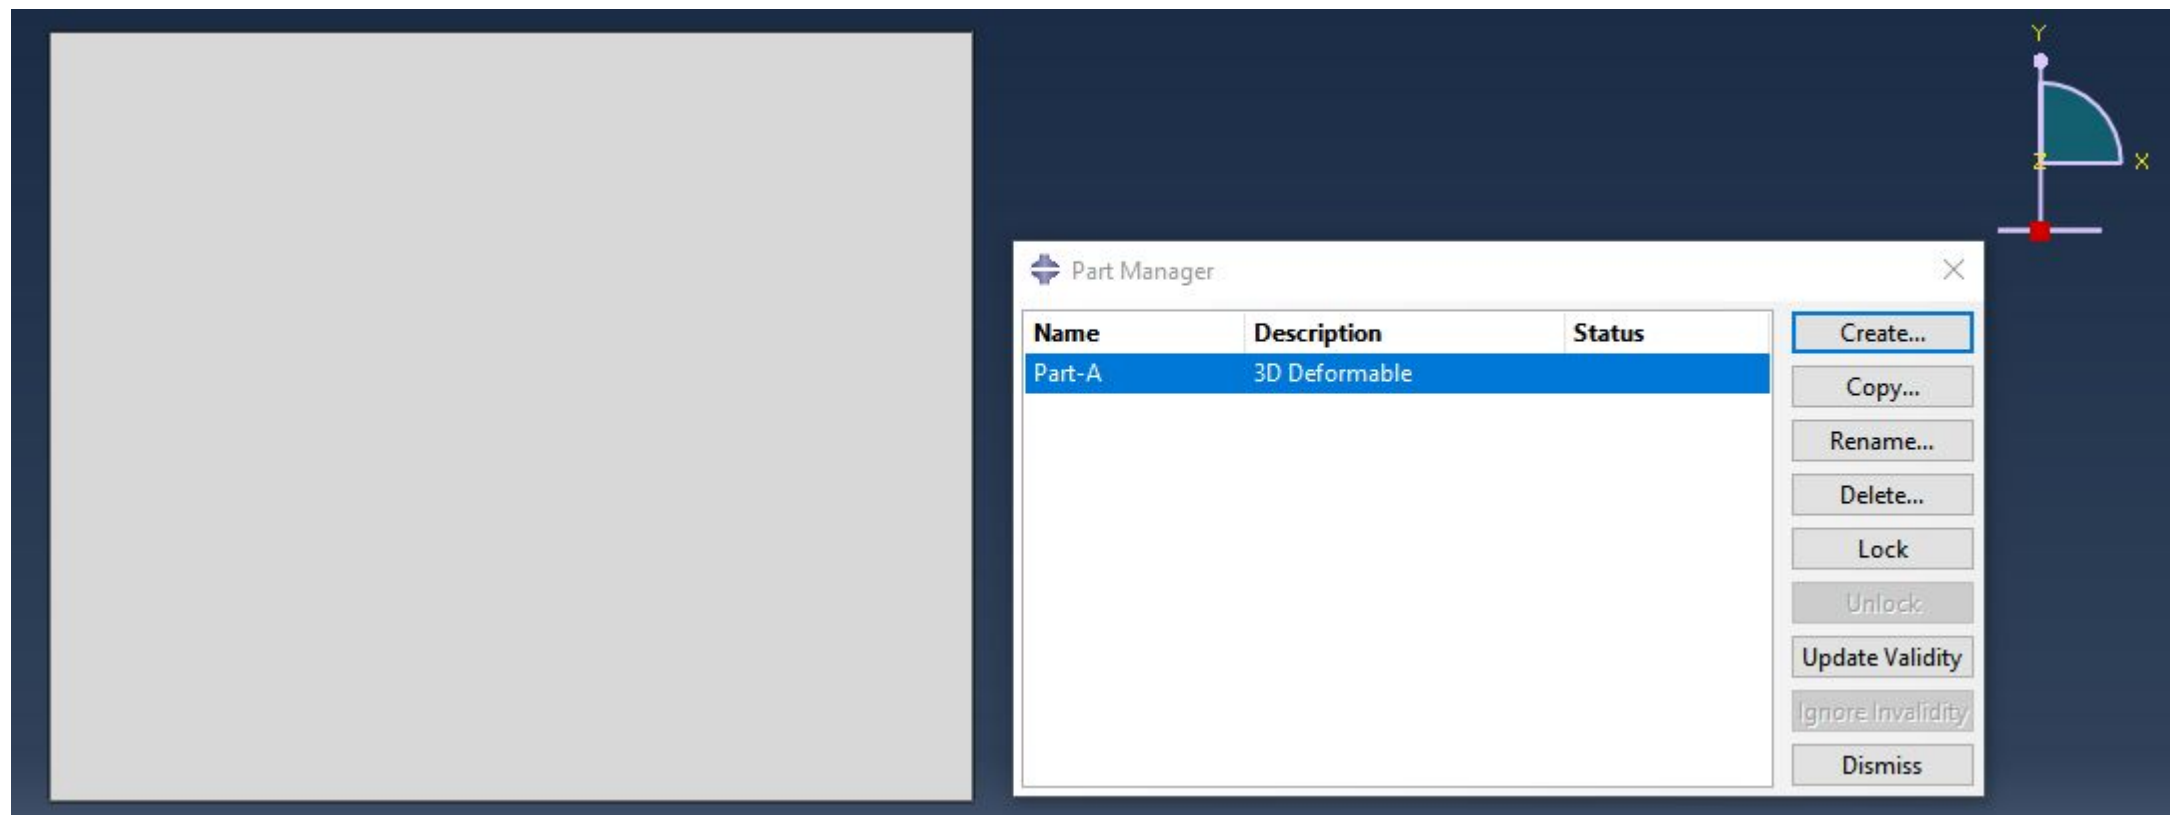 Y
Z X
Part Manager
Name Description Status
Part-A 3D Deformable
Create...
Copy...
Rename...
Delete...
Lock
Unlock
Update Validity
Ignore Invalidity
Dismiss